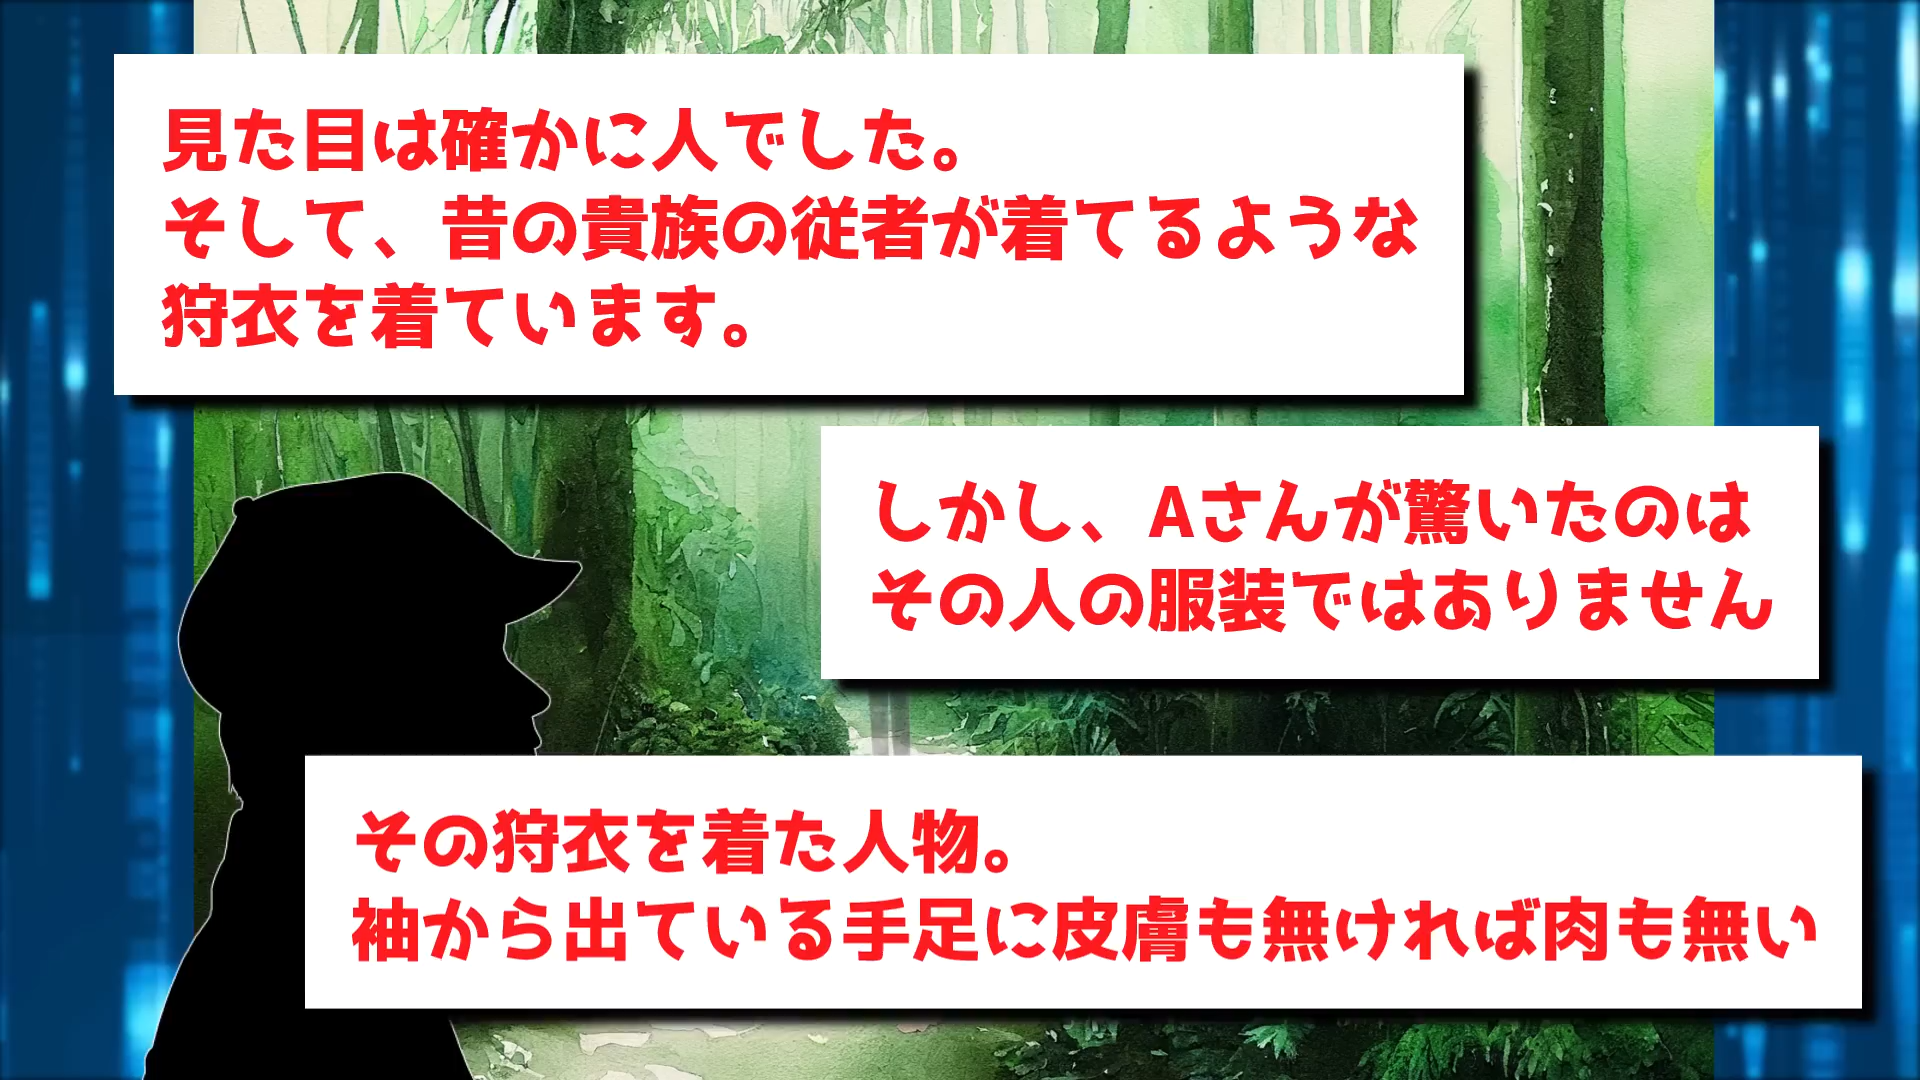 見た目は確かに人でした。
そして、昔の貴族の従者が着てるような
狩衣を着ています。
しかし、Aさんが驚いたのは
その人の服装ではありません
その狩衣を着た人物。
袖から出ている手足に皮膚も無ければ肉も無い